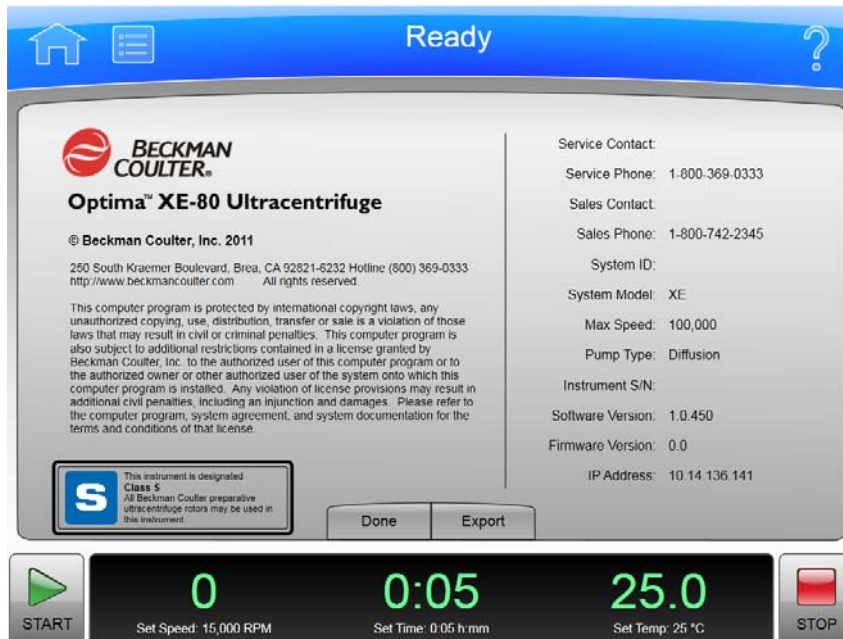 Ready
BECKMAN
COULTER®
Optima™ XE-80 Ultracentrifuge
© Beckman Coulter, Inc. 2011
250 South Kraemer Boulevard, Brea, CA 92821-6232 Hotline (800) 369-0333
http://www.beckmancoulter.com All rights reserved.
This computer program is protected by international copyright laws, any
unauthorized copying, use, distribution, transfer or sale is a violation of those
laws that may result in civil or criminal penalties. This computer program is
also subject to additional restrictions contained in a license granted by
Beckman Coulter, Inc. to the authorized user of this computer program or to
the authorized owner or other authorized user of the system onto which this
computer program is installed. Any violation of license provisions may result in
additional civil penalties, including an injunction and damages. Please refer to
the computer program, system agreement, and system documentation for the
terms and conditions of that license.
S
This instrument is designated
Class S
All Beckman Coulter preparative
ultracentrifuge rotors may be used in
this instrument.
Service Contact:
Service Phone: 1-800-369-0333
Sales Contact:
Sales Phone: 1-800-742-2345
System ID:
System Model: XE
Max Speed: 100,000
Pump Type: Diffusion
Instrument S/N:
Software Version: 1.0.450
Firmware Version: 0.0
IP Address: 10.14.136.141
Done Export
START
0
Set Speed: 15,000 RPM
0:05
Set Time: 0:05 h:mm
25.0
Set Temp: 25 °C
STOP